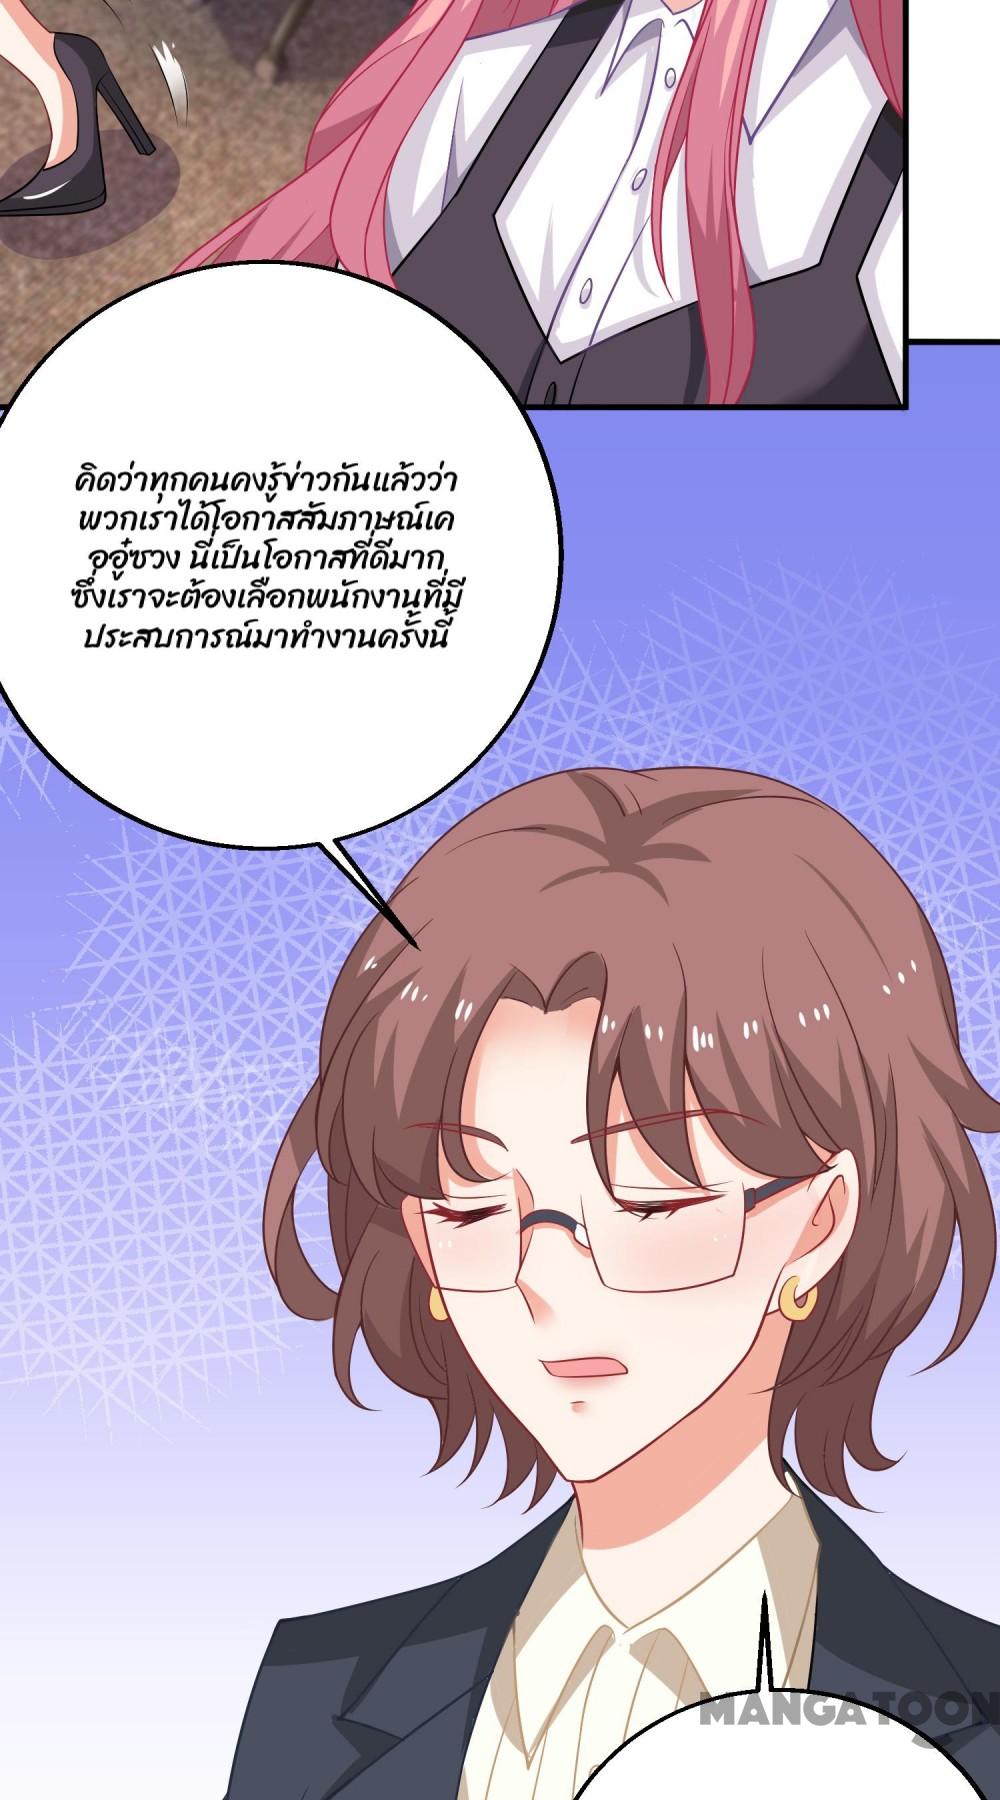 คิดว่าทุกคนคงรู้ข่าวกันแล้วว่า
พวกเราได้โอกาสสัมภาษณ์เค
ออู๋ซวง นี่เป็นโอกาสที่ดีมาก
ซึ่งเราจะต้องเลือกพนักงานที่มี
ประสบการณ์มาทำงานครั้งนี้
MANGATOON